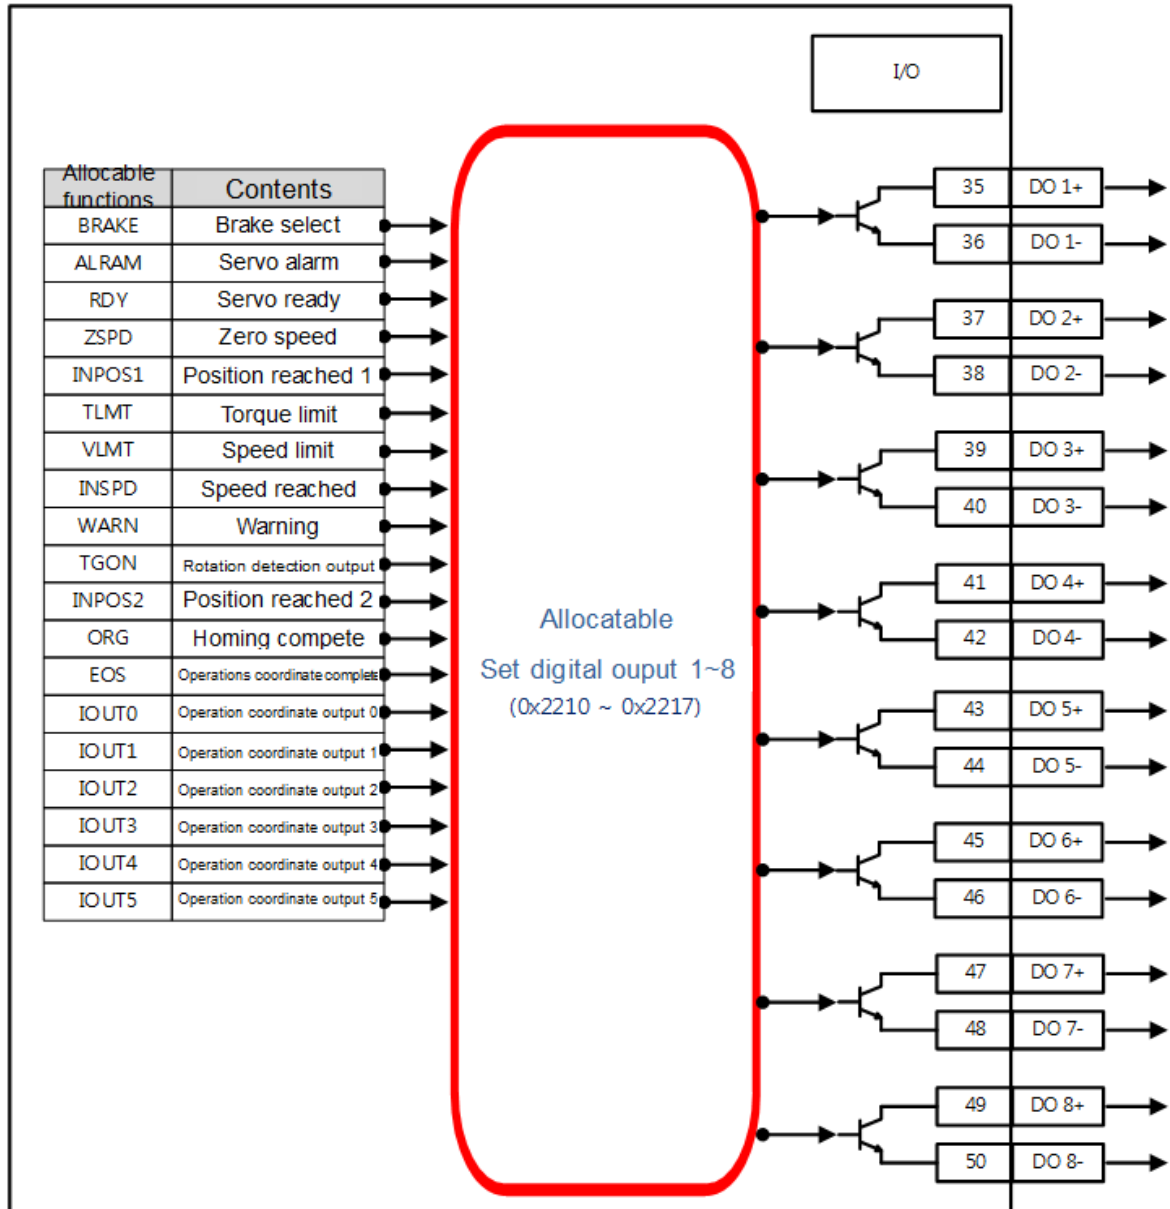 I/O
Allocable
functions
Contents
BRAKE Brake select
ALRAM Servo alarm
RDY Servo ready
ZSPD Zero speed
INPOS1 Position reached 1
TLMT Torque limit
VLMT Speed limit
INSPD Speed reached
WARN Warning
TGON Rotation detection output
INPOS2 Position reached 2
ORG Homing compete
EOS Operations coordinate complete
IOUT0 Operation coordinate output 0
IOUT1 Operation coordinate output 1
IOUT2 Operation coordinate output 2
IOUT3 Operation coordinate output 3
IOUT4 Operation coordinate output 4
IOUT5 Operation coordinate output 5
Allocatable
Set digital ouput 1~8
(0x2210 ~ 0x2217)
35 DO 1+
36 DO 1-
37 DO 2+
38 DO 2-
39 DO 3+
40 DO 3-
41 DO 4+
42 DO 4-
43 DO 5+
44 DO 5-
45 DO 6+
46 DO 6-
47 DO 7+
48 DO 7-
49 DO 8+
50 DO 8-